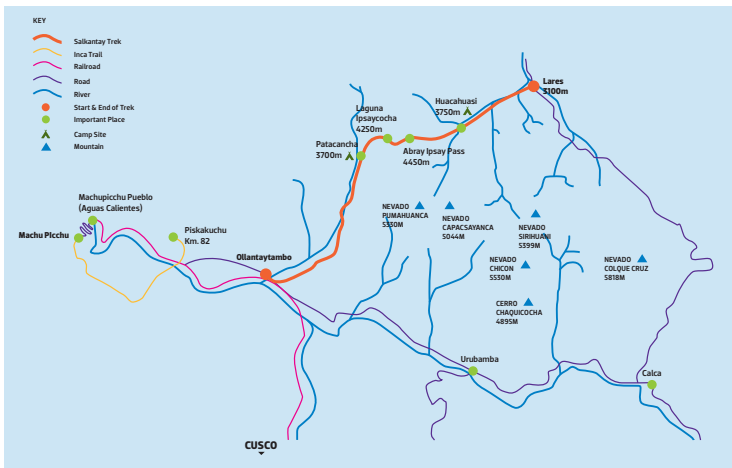 KEY
Salkantay Trek
Inca Trail
Railroad
Road
River
Start & End of Trek
Important Place
Camp Site
Mountain
Lares
3100m
Huacahuasi
3750m
Laguna
Ipsaycocha
4250m
Patacancha
3700m
Abray Ipsay Pass
4450m
Machupicchu Pueblo
(Aguas Calientes)
Machu Picchu
Piskakuchu
Km. 82
Ollantaytambo
NEVADO
PUMAHUANCA
5330M
NEVADO
CAPACSAYANCA
5044M
NEVADO
SIRIHUANI
5399M
NEVADO
CHICON
5530M
NEVADO
COLQUE CRUZ
5818M
CERRO
CHAQUICOCHA
4895M
Urubamba
Calca
CUSCO